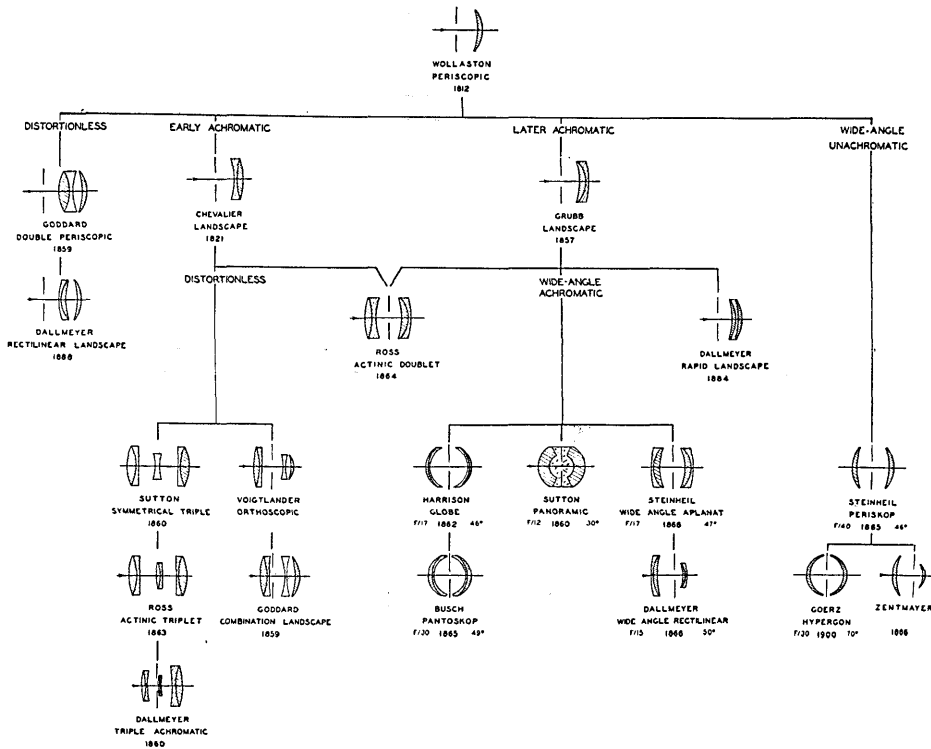 WOLLASTON
PERISCOPIC
1812
DISTORTIONLESS
EARLY ACHROMATIC
LATER ACHROMATIC
WIDE-ANGLE
UNACHROMATIC
GODDARD
DOUBLE PERISCOPIC
1859
CHEVALIER
LANDSCAPE
1821
GRUBB
LANDSCAPE
1857
DISTORTIONLESS
WIDE-ANGLE
ACHROMATIC
DALLMEYER
RECTILINEAR LANDSCAPE
1888
ROSS
ACTINIC DOUBLET
1864
DALLMEYER
RAPID LANDSCAPE
1884
SUTTON
SYMMETRICAL TRIPLE
1860
VOIGTLANDER
ORTHOSCOPIC
HARRISON
GLOBE
F/17 1862 46°
SUTTON
PANORAMIC
F/12 1860 30°
STEINHEIL
WIDE ANGLE APLANAT
F/17 1868 47°
STEINHEIL
PERISKOP
F/40 1865 46°
ROSS
ACTINIC TRIPLET
1863
GODDARD
COMBINATION LANDSCAPE
1859
BUSCH
PANTOSKOP
F/30 1865 49°
DALLMEYER
WIDE ANGLE RECTILINEAR
F/15 1866 50°
GOERZ
HYPERGON
F/30 1900 70°
ZENTMAYER
1866
DALLMEYER
TRIPLE ACHROMATIC
1860